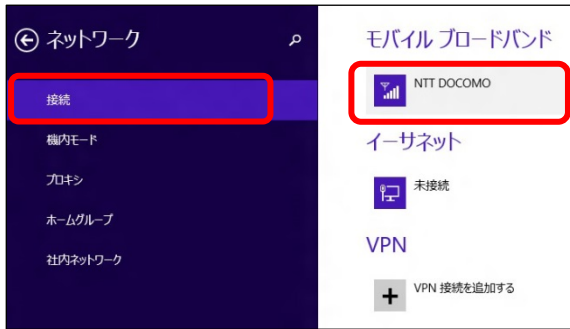 ネットワーク
接続
機内モード
プロキシ
ホームグループ
社内ネットワーク
モバイル ブロードバンド
NTT DOCOMO
イーサネット
未接続
VPN
VPN 接続を追加する